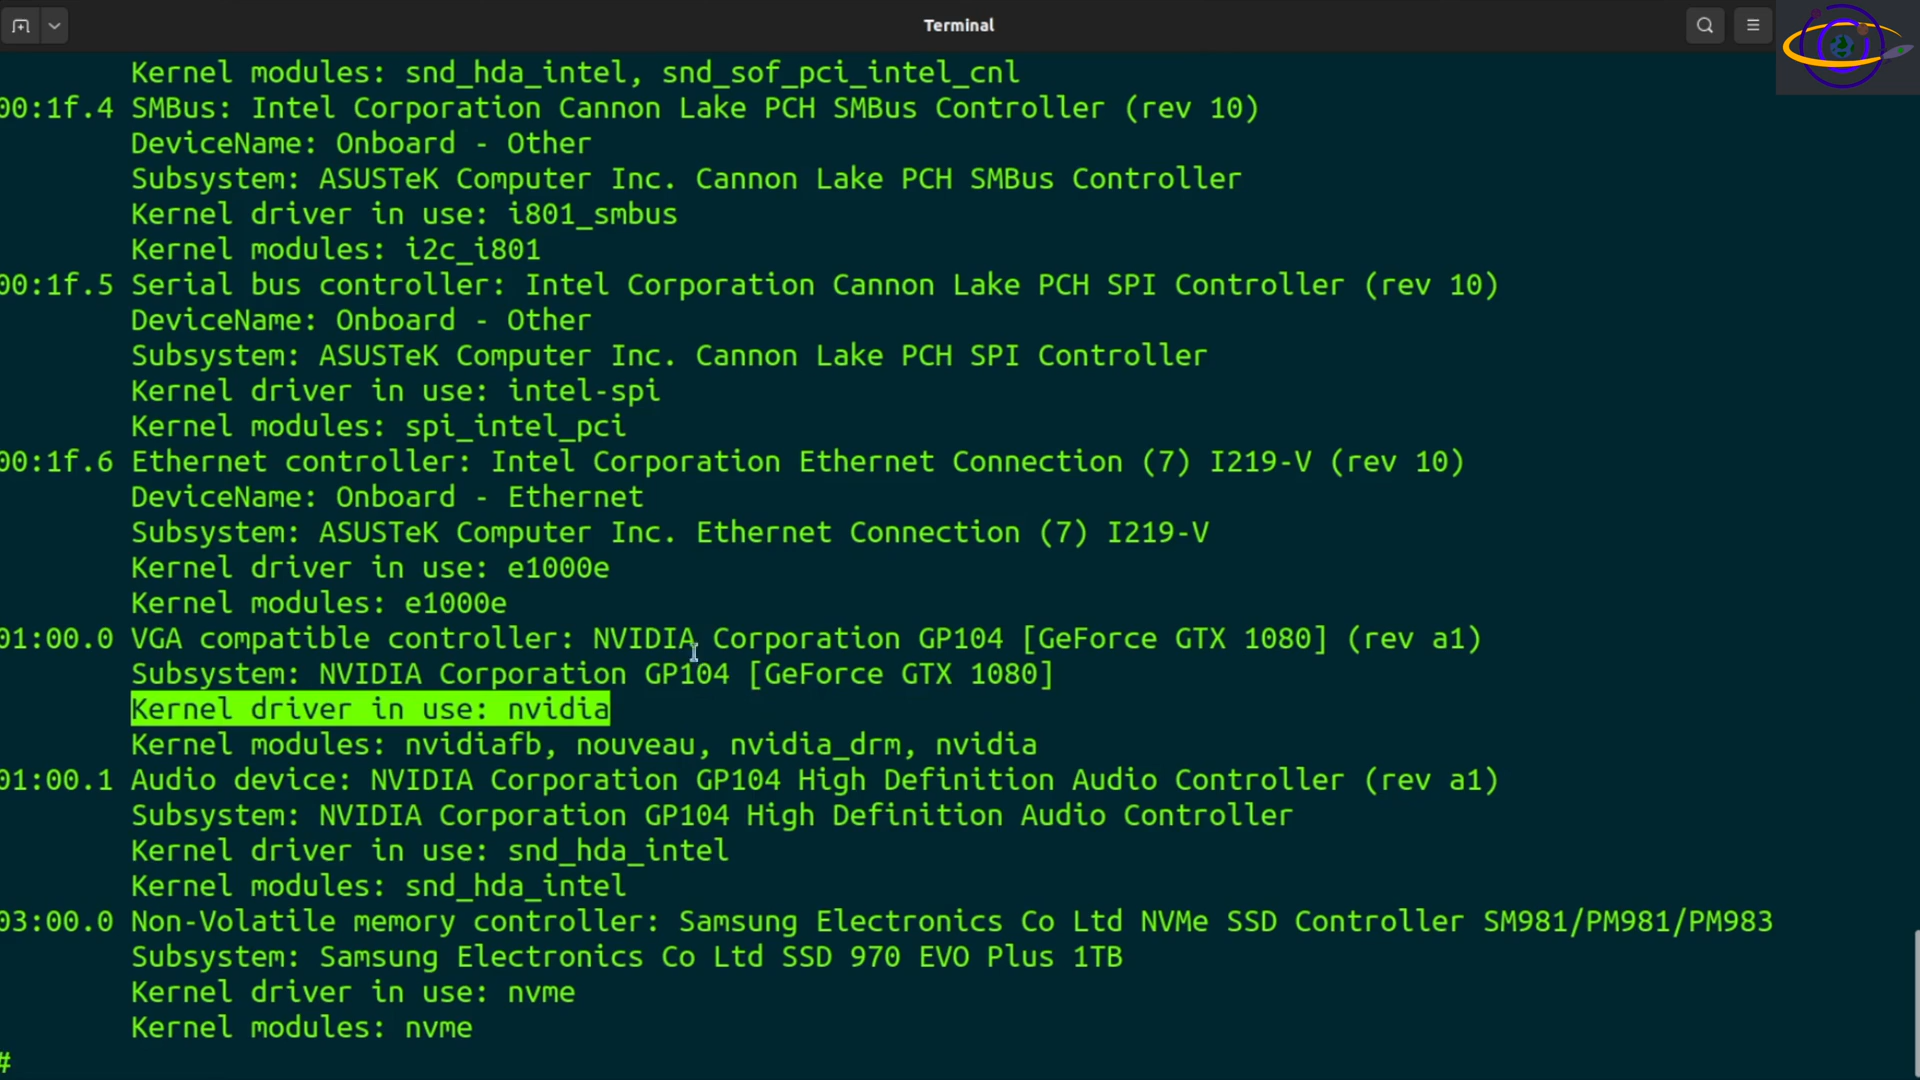 Terminal
Kernel modules: snd_hda_intel, snd_sof_pci_intel_cnl
00:1f.4 SMBus: Intel Corporation Cannon Lake PCH SMBus Controller (rev 10)
DeviceName: Onboard - Other
Subsystem: ASUSTeK Computer Inc. Cannon Lake PCH SMBus Controller
Kernel driver in use: i801_smbus
Kernel modules: i2c_i801
00:1f.5 Serial bus controller: Intel Corporation Cannon Lake PCH SPI Controller (rev 10)
DeviceName: Onboard - Other
Subsystem: ASUSTeK Computer Inc. Cannon Lake PCH SPI Controller
Kernel driver in use: intel-spi
Kernel modules: spi_intel_pci
00:1f.6 Ethernet controller: Intel Corporation Ethernet Connection (7) I219-V (rev 10)
DeviceName: Onboard - Ethernet
Subsystem: ASUSTeK Computer Inc. Ethernet Connection (7) I219-V
Kernel driver in use: e1000e
Kernel modules: e1000e
01:00.0 VGA compatible controller: NVIDIA Corporation GP104 [GeForce GTX 1080] (rev a1)
Subsystem: NVIDIA Corporation GP104 [GeForce GTX 1080]
Kernel driver in use: nvidia
Kernel modules: nvidiafb, nouveau, nvidia_drm, nvidia
01:00.1 Audio device: NVIDIA Corporation GP104 High Definition Audio Controller (rev a1)
Subsystem: NVIDIA Corporation GP104 High Definition Audio Controller
Kernel driver in use: snd_hda_intel
Kernel modules: snd_hda_intel
03:00.0 Non-Volatile memory controller: Samsung Electronics Co Ltd NVMe SSD Controller SM981/PM981/PM983
Subsystem: Samsung Electronics Co Ltd SSD 970 EVO Plus 1TB
Kernel driver in use: nvme
Kernel modules: nvme
#